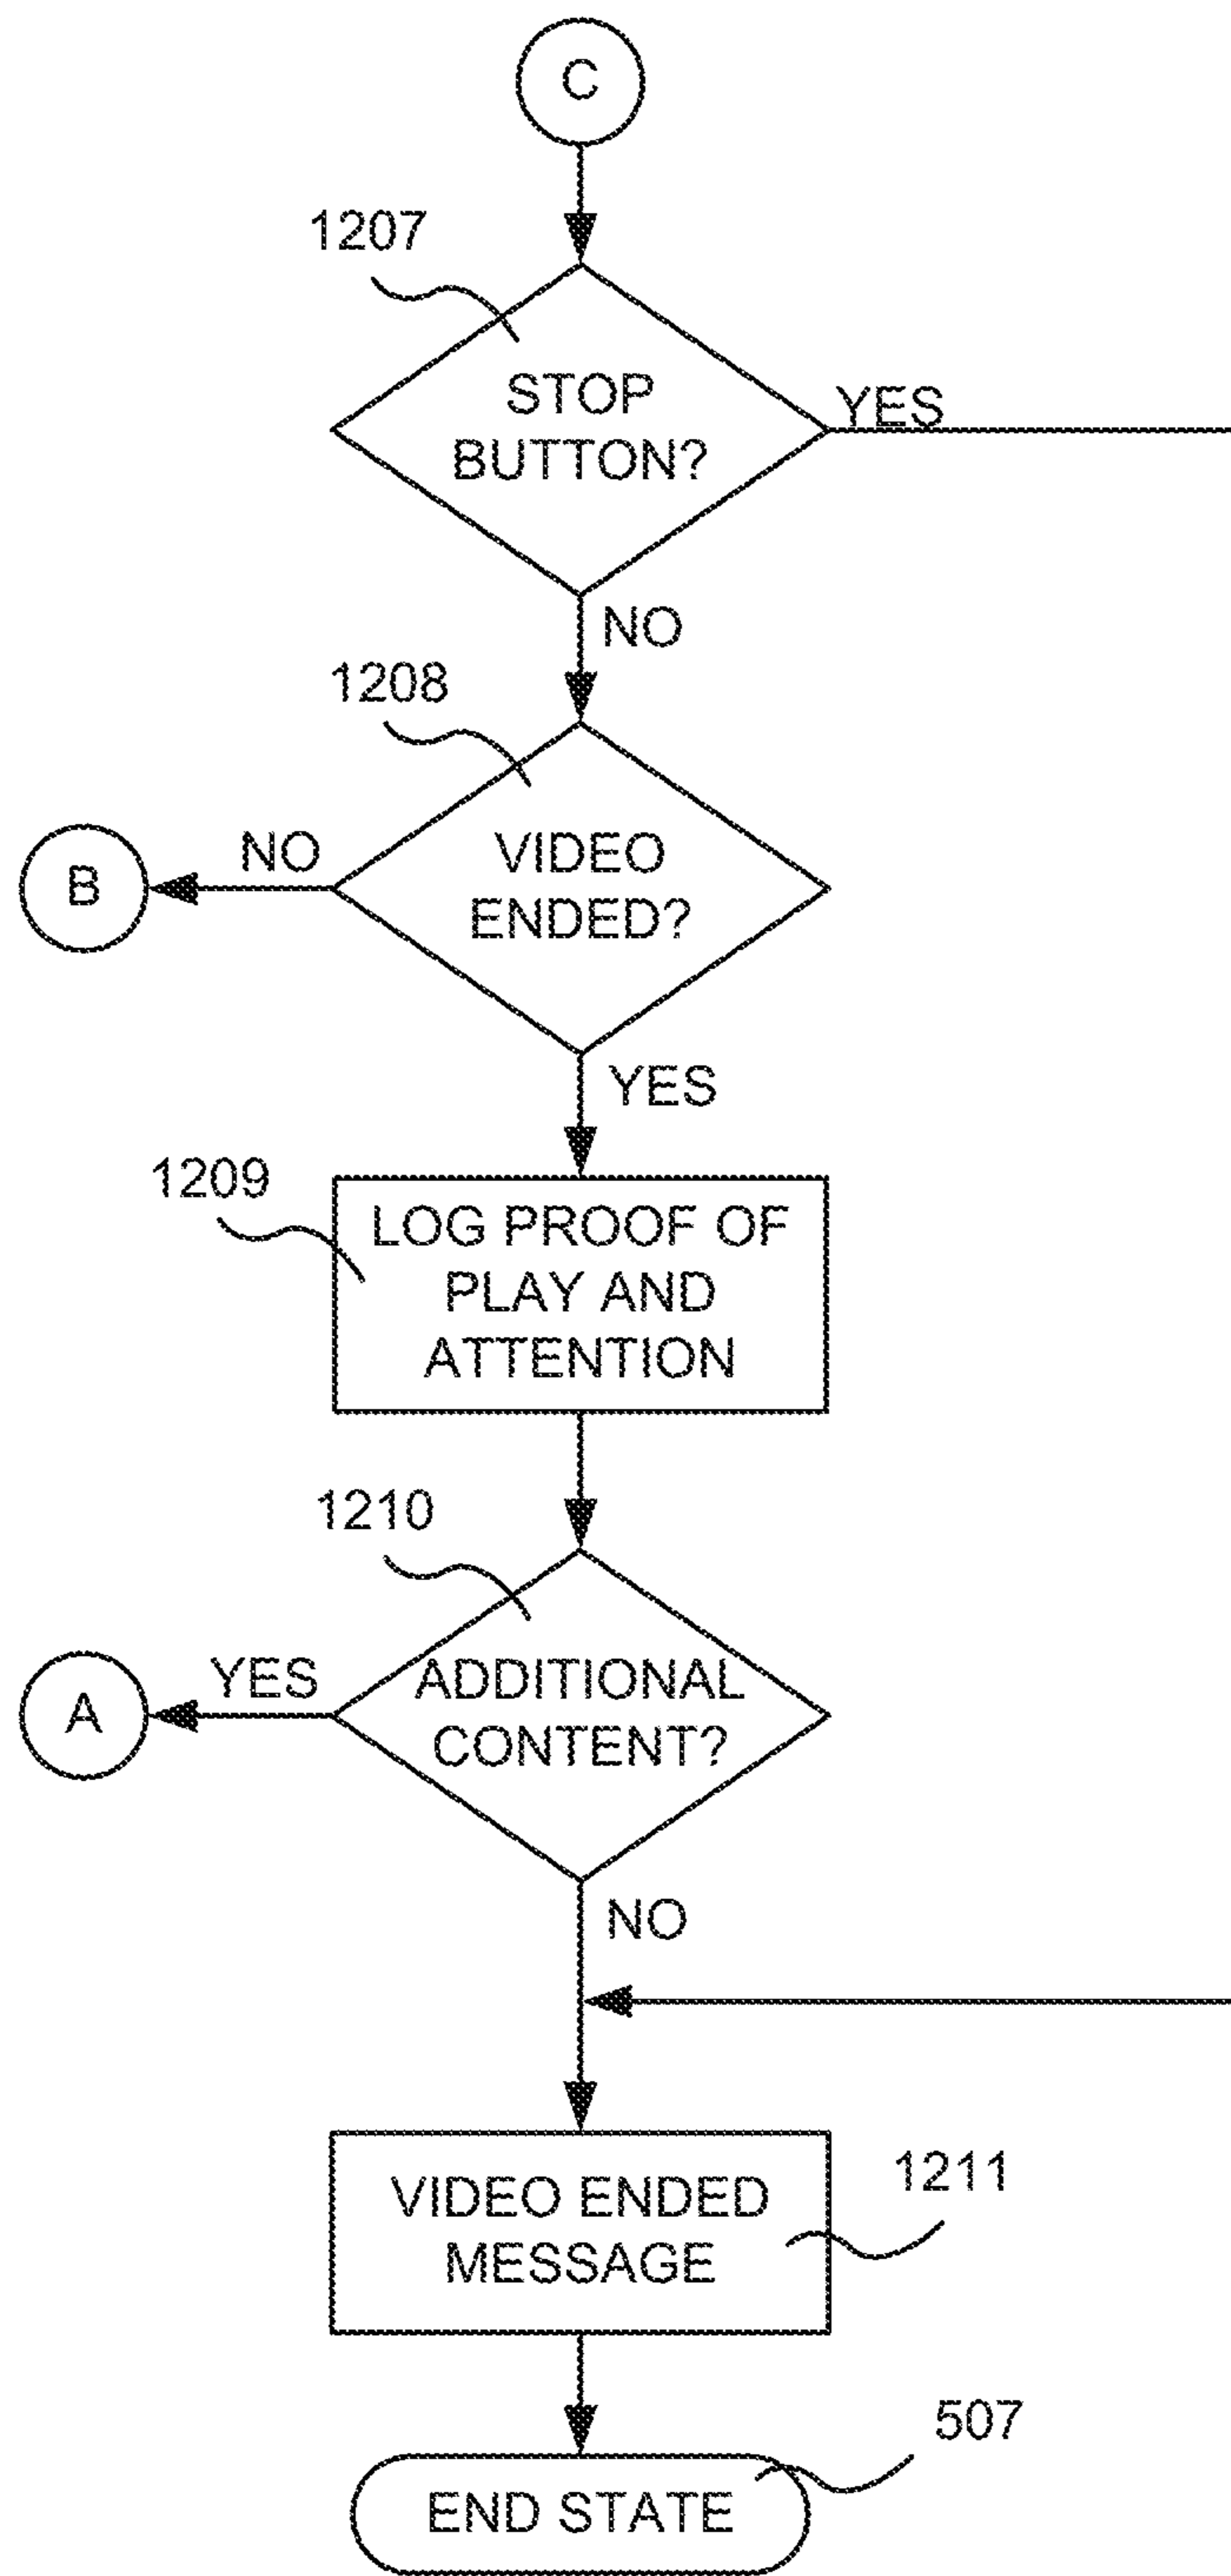 C
1207
STOP
BUTTON?
YES
NO
1208
VIDEO
ENDED?
NO
B
YES
1209
LOG PROOF OF
PLAY AND
ATTENTION
1210
ADDITIONAL
CONTENT?
YES
A
NO
VIDEO ENDED
MESSAGE
1211
END STATE
507